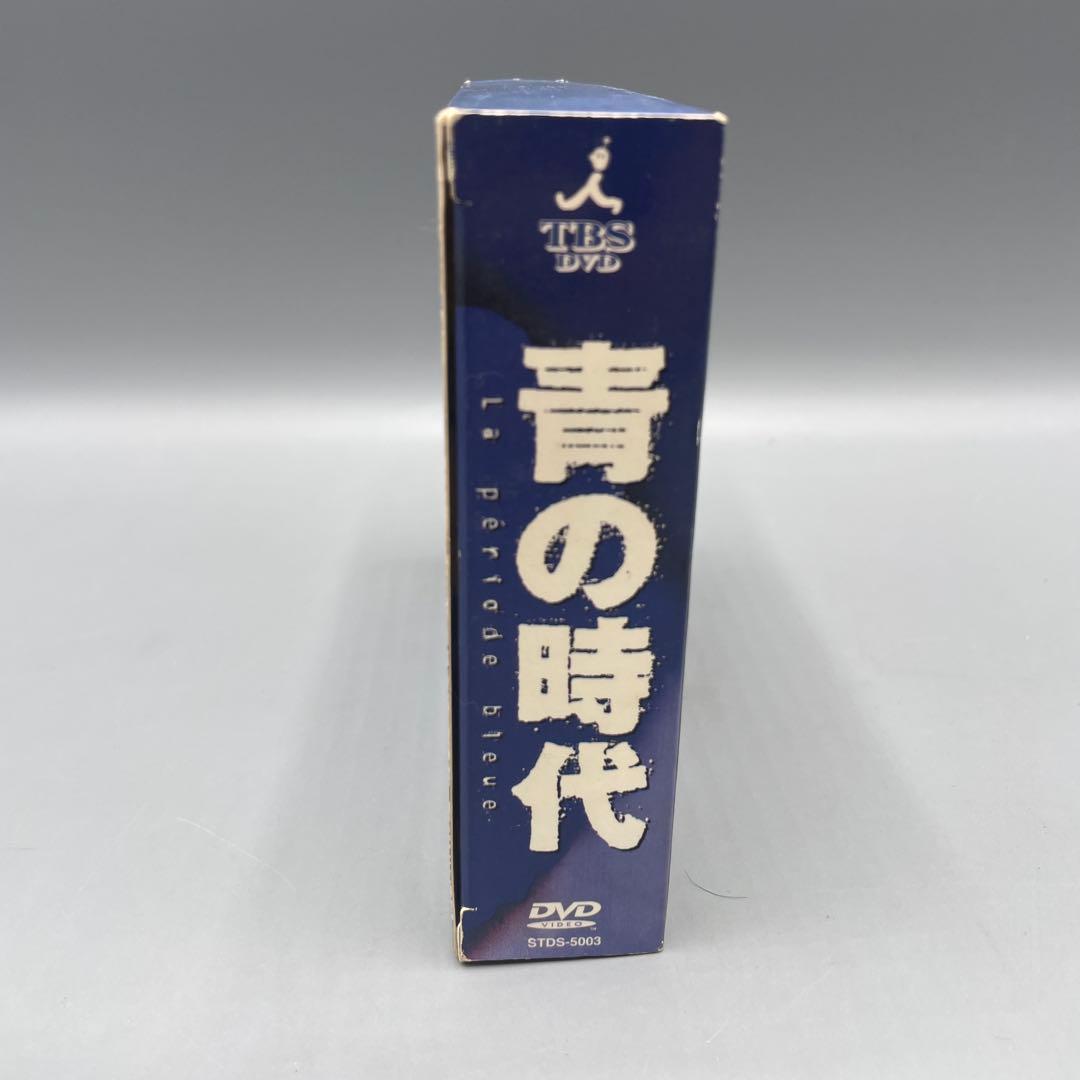 TBS
DVD
青の時代
La période bleue
DVD
VIDEO
STDS-5003